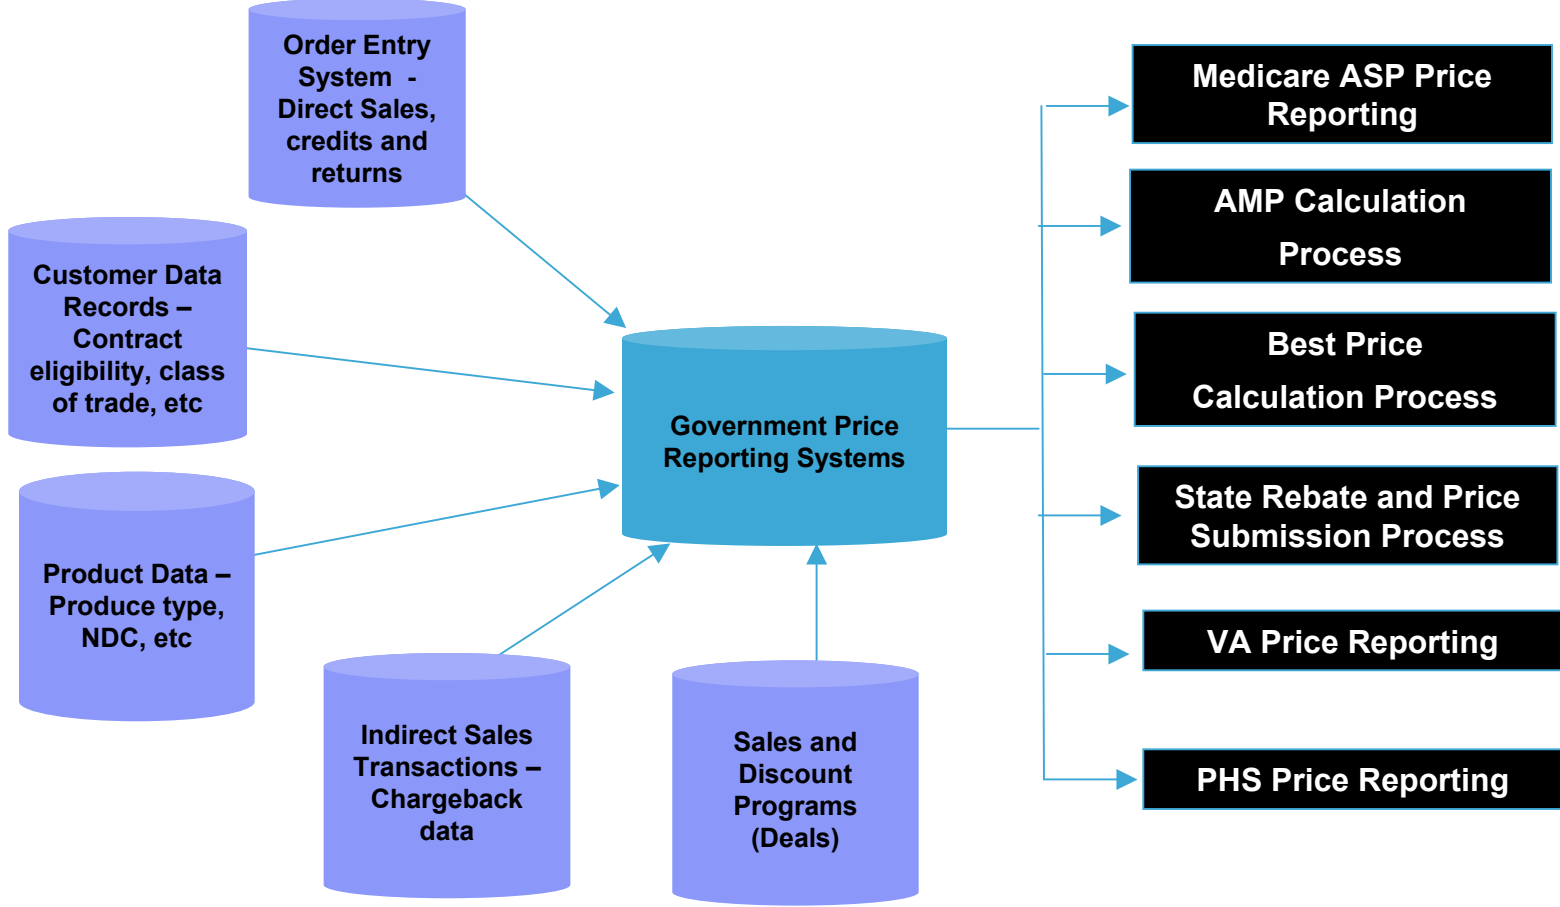 Order Entry
System  -
Direct Sales,
credits and
returns
Customer Data
Records –
Contract
eligibility, class
of trade, etc
Product Data –
Produce type,
NDC, etc
Indirect Sales
Transactions –
Chargeback
data
Sales and
Discount
Programs
(Deals)
Government Price
Reporting Systems
Medicare ASP Price
Reporting
AMP Calculation
Process
Best Price
Calculation Process
State Rebate and Price
Submission Process
VA Price Reporting
PHS Price Reporting